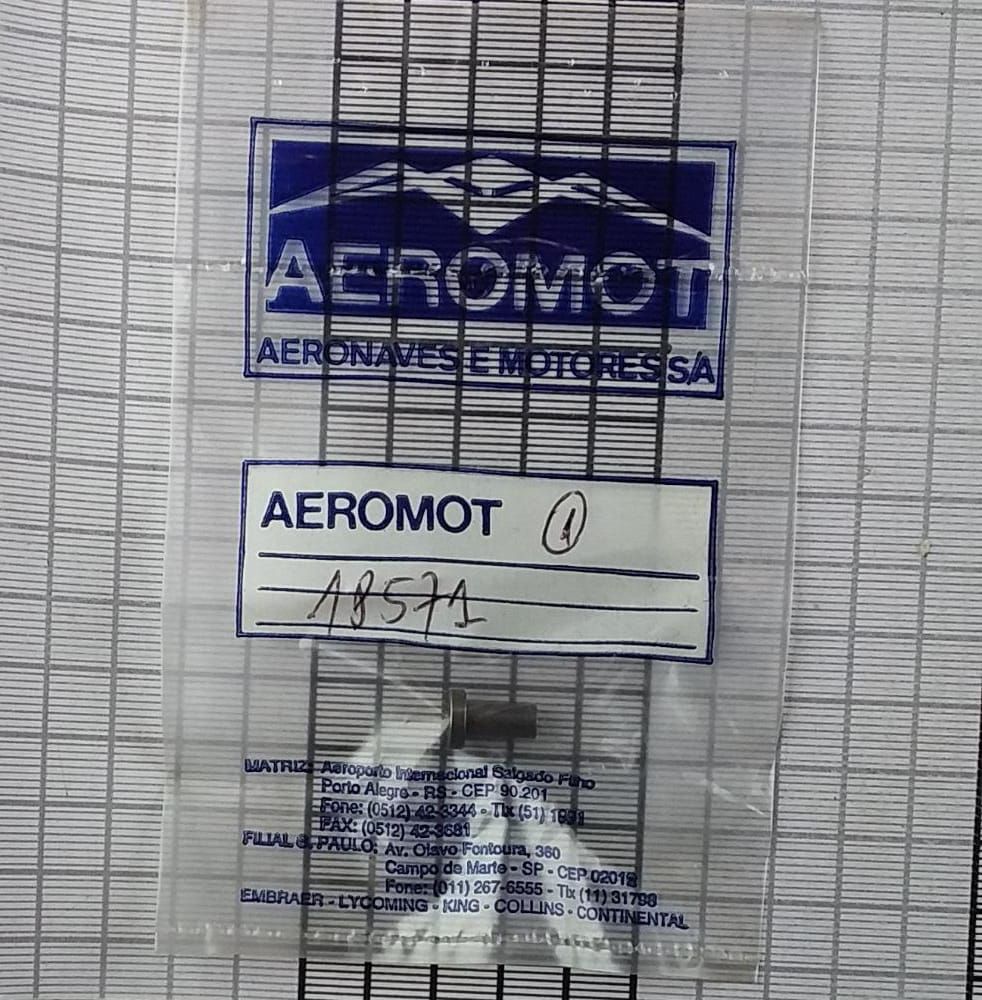 AEROMOT
AERONAVES E MOTORES S/A
AEROMOT 1
18571
MATRIZ: Aeroporto Internacional Salgado Filho
Porto Alegre - RS - CEP 90.201
Fone: (0512) 42-3344 - Tlx (51) 1991
FAX: (0512) 42-3681
FILIAL S. PAULO: Av. Olavo Fontoura, 360
Campo de Marte - SP - CEP 02012
Fone: (011) 267-6555 - Tlx (11) 31798
EMBRAER - LYCOMING - KING - COLLINS - CONTINENTAL